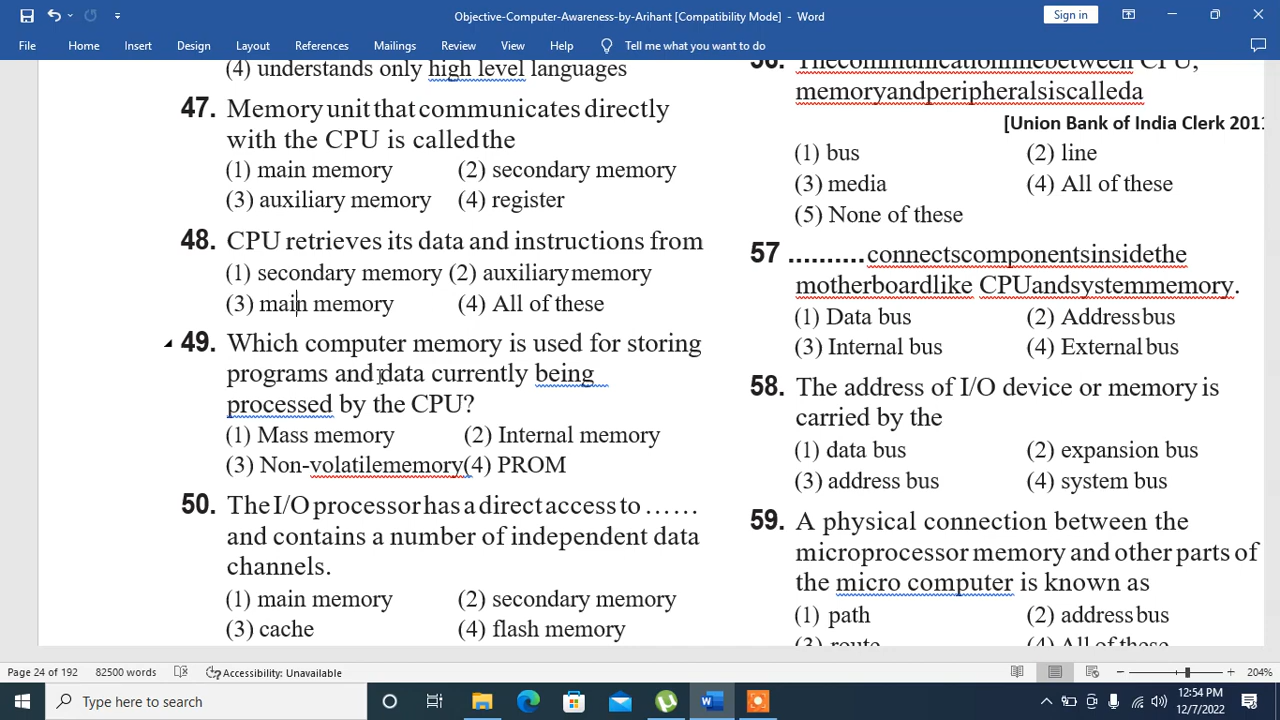 Objective-Computer-Awareness-by-Arihant [Compatibility Mode] - Word
Sign in
File Home Insert Design Layout References Mailings Review View Help Tell me what you want to do
(4) understands only high level languages
47. Memory unit that communicates directly
with the CPU is called the
(1) main memory (2) secondary memory
(3) auxiliary memory (4) register
48. CPU retrieves its data and instructions from
(1) secondary memory (2) auxiliary memory
(3) main memory (4) All of these
49. Which computer memory is used for storing
programs and data currently being
processed by the CPU?
(1) Mass memory (2) Internal memory
(3) Non-volatilememory(4) PROM
50. The I/O processor has a direct access to ……
and contains a number of independent data
channels.
(1) main memory (2) secondary memory
(3) cache (4) flash memory
56. Thecommunicationlinebetween CPU,
memoryandperipheralsiscalleda
[Union Bank of India Clerk 2011
(1) bus (2) line
(3) media (4) All of these
(5) None of these
57 ..........connectscomponentsinsidethe
motherboardlike CPUandsystemmemory.
(1) Data bus (2) Address bus
(3) Internal bus (4) External bus
58. The address of I/O device or memory is
carried by the
(1) data bus (2) expansion bus
(3) address bus (4) system bus
59. A physical connection between the
microprocessor memory and other parts of
the micro computer is known as
(1) path (2) address bus
(3) route (4) All of these
Page 24 of 192 82500 words Accessibility: Unavailable 204%
Type here to search
12:54 PM
12/7/2022